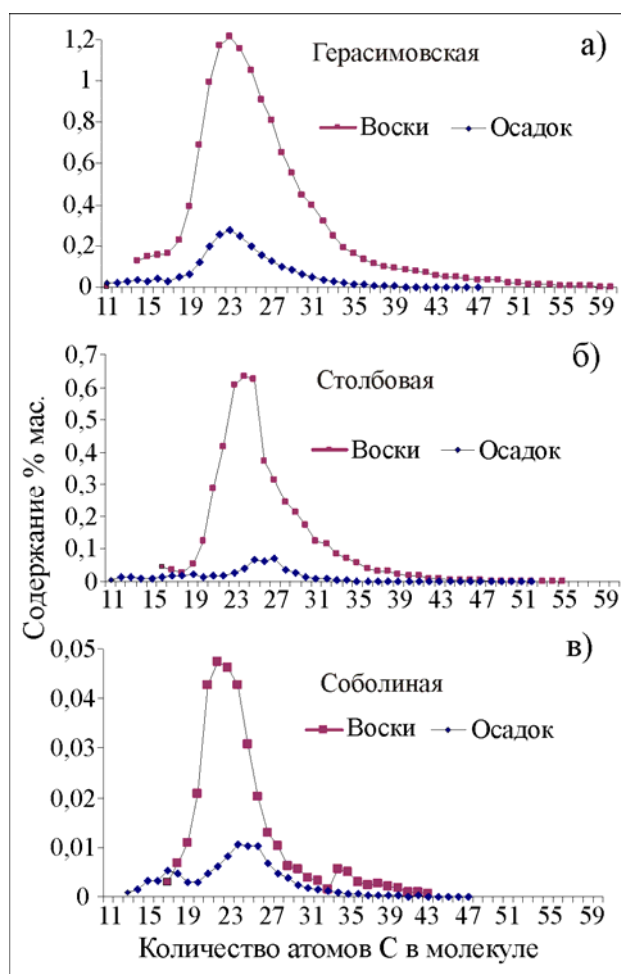 а)
Герасимовская
Воски Осадок
1,2
1
0,8
0,6
0,4
0,2
0
11 15 19 23 27 31 35 39 43 47 51 55 59
б)
Столбовая
Воски Осадок
0,7
0,6
0,5
0,4
0,3
0,2
0,1
0
11 15 19 23 27 31 35 39 43 47 51 55 59
в)
Соболиная
Воски Осадок
0,05
0,04
0,03
0,02
0,01
0
11 15 19 23 27 31 35 39 43 47 51 55 59
Содержание % мас.
Количество атомов С в молекуле